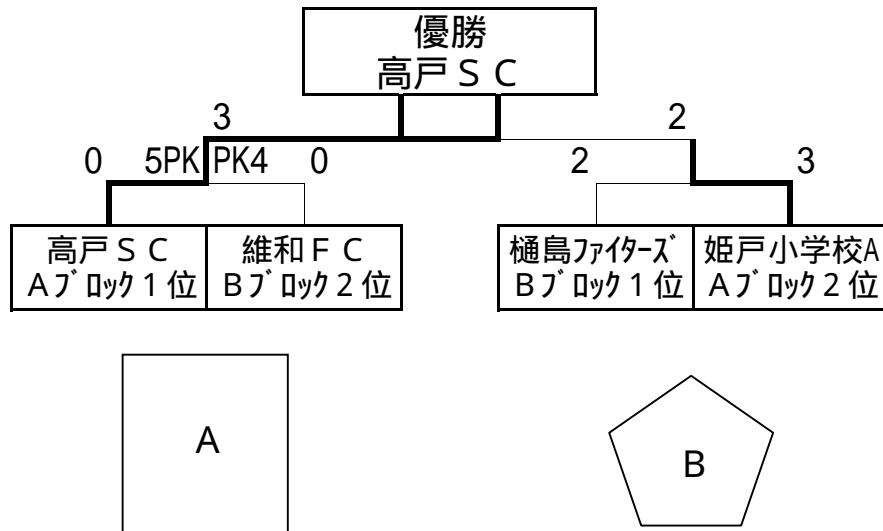 優勝
高戸ＳＣ
3 2
0 5PK PK4 0 2 3
高戸ＳＣ 維和ＦＣ 樋島ﾌｧｲﾀｰｽﾞ 姫戸小学校A
Aﾌﾞﾛｯｸ１位 Bﾌﾞﾛｯｸ２位 Bﾌﾞﾛｯｸ１位 Aﾌﾞﾛｯｸ２位
A B